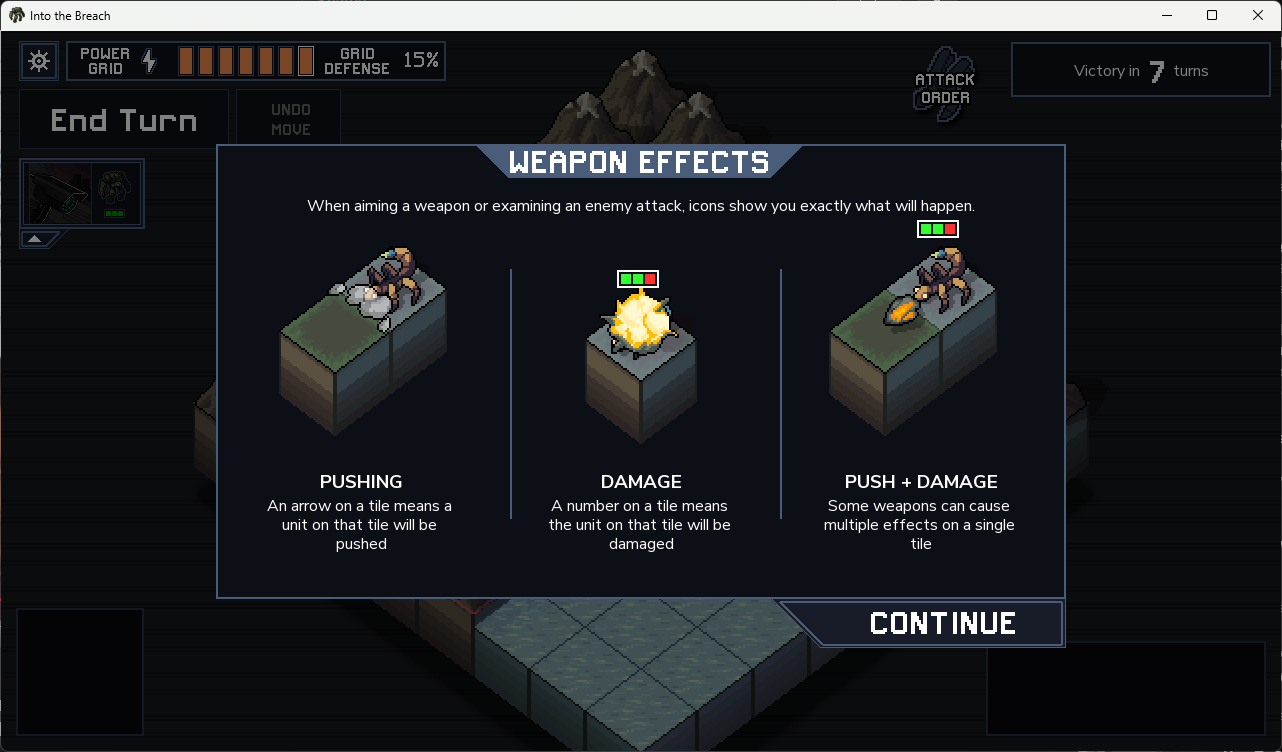 Into the Breach
POWER
GRID
GRID
DEFENSE
15%
ATTACK
ORDER
Victory in 7 turns
End Turn
UNDO
MOVE
WEAPON EFFECTS
When aiming a weapon or examining an enemy attack, icons show you exactly what will happen.
PUSHING
An arrow on a tile means a
unit on that tile will be
pushed
DAMAGE
A number on a tile means
the unit on that tile will be
damaged
PUSH + DAMAGE
Some weapons can cause
multiple effects on a single
tile
CONTINUE